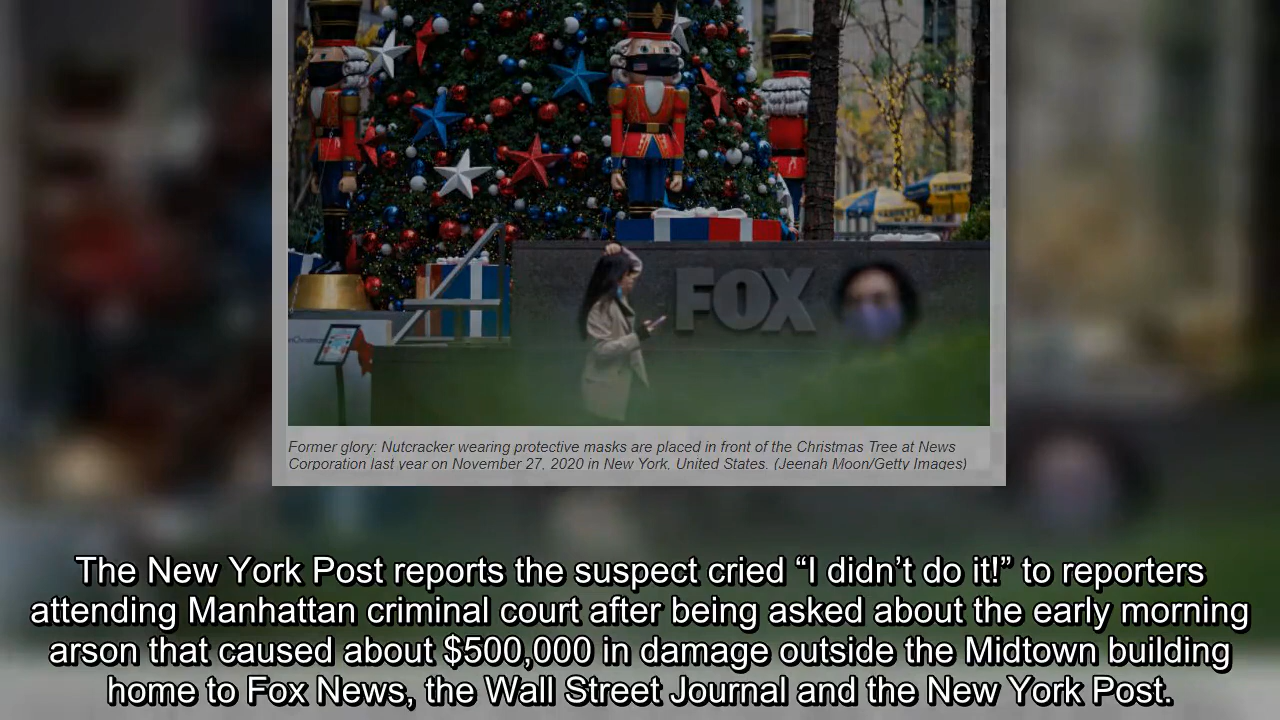 FOX
Former glory: Nutcracker wearing protective masks are placed in front of the Christmas Tree at News
Corporation last year on November 27, 2020 in New York, United States. (Jeenah Moon/Getty Images)
The New York Post reports the suspect cried “I didn’t do it!” to reporters
attending Manhattan criminal court after being asked about the early morning
arson that caused about $500,000 in damage outside the Midtown building
home to Fox News, the Wall Street Journal and the New York Post.